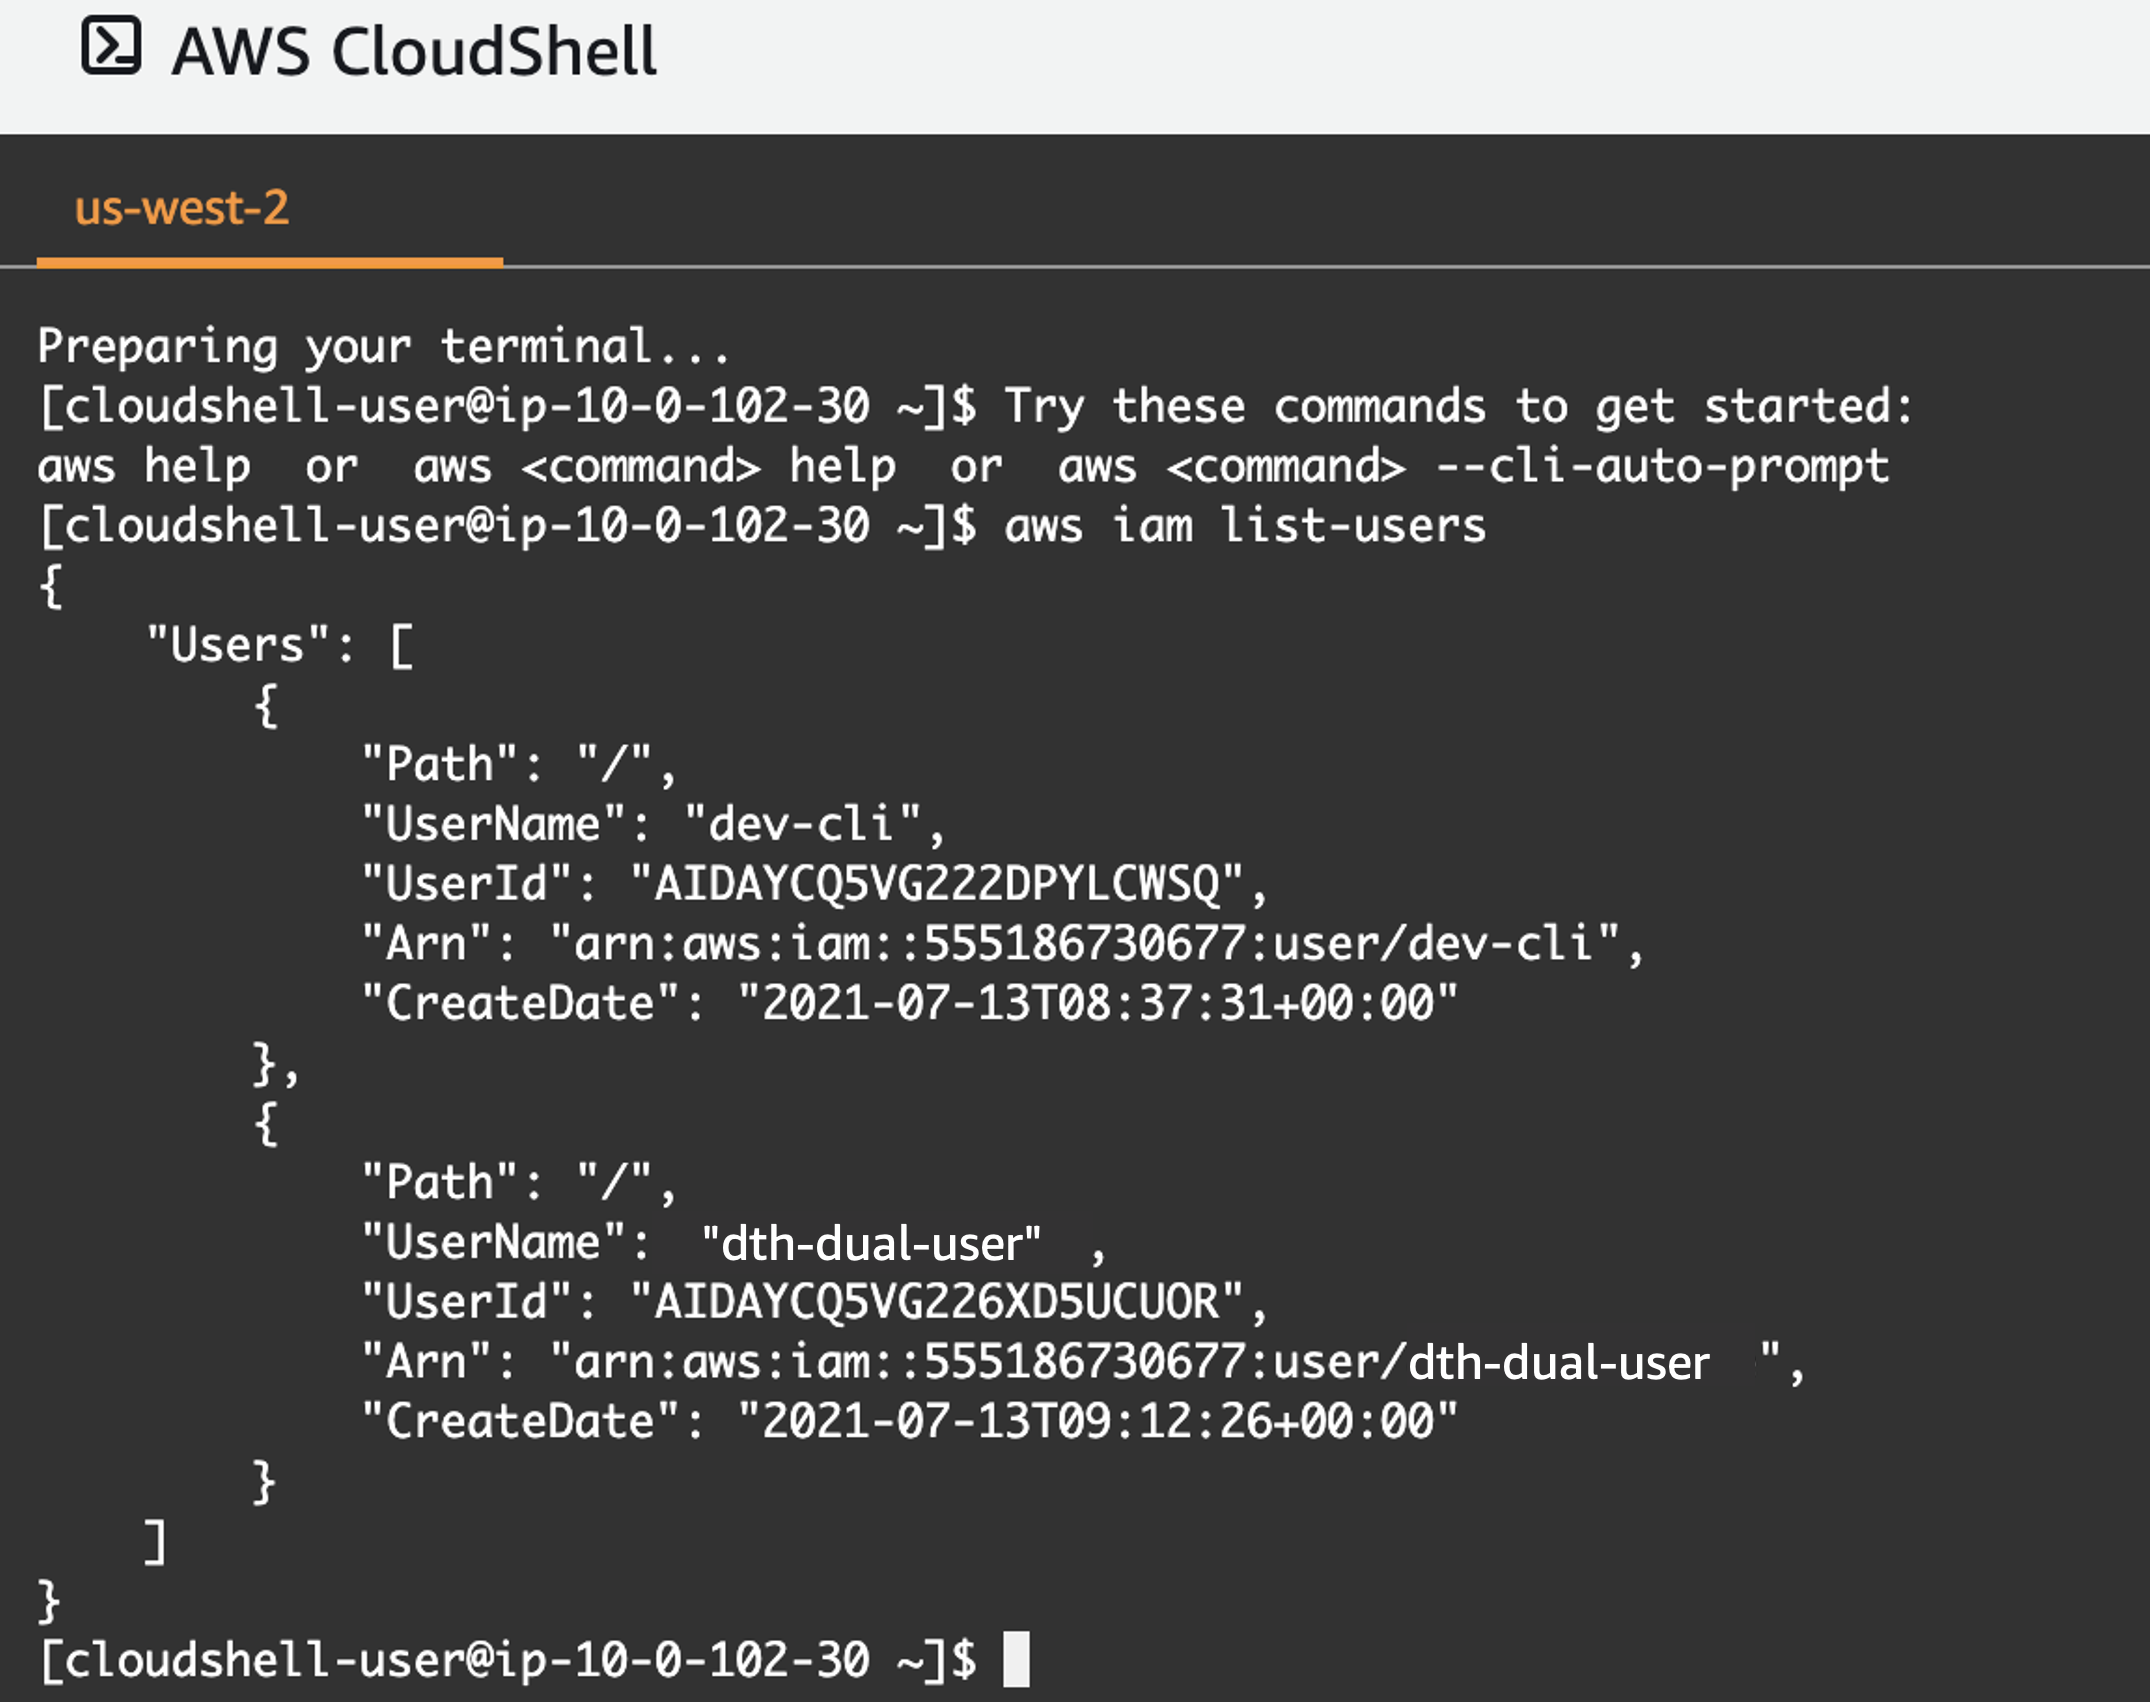 AWS CloudShell
us-west-2
Preparing your terminal...
[cloudshell-user@ip-10-0-102-30 ~]$ Try these commands to get started:
aws help  or  aws <command> help  or  aws <command> --cli-auto-prompt
[cloudshell-user@ip-10-0-102-30 ~]$ aws iam list-users
{
    "Users": [
        {
            "Path": "/",
            "UserName": "dev-cli",
            "UserId": "AIDAYCQ5VG222DPYLCWSQ",
            "Arn": "arn:aws:iam::555186730677:user/dev-cli",
            "CreateDate": "2021-07-13T08:37:31+00:00"
        },
        {
            "Path": "/",
            "UserName":  "dth-dual-user"  ,
            "UserId": "AIDAYCQ5VG226XD5UCUOR",
            "Arn": "arn:aws:iam::555186730677:user/dth-dual-user  ",
            "CreateDate": "2021-07-13T09:12:26+00:00"
        }
    ]
}
[cloudshell-user@ip-10-0-102-30 ~]$